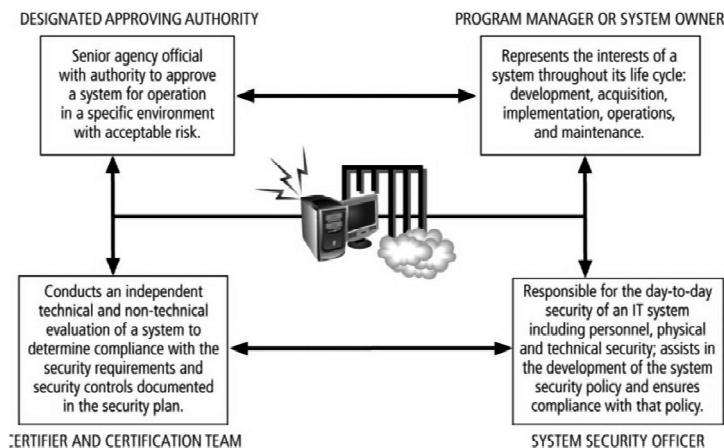 DESIGNATED APPROVING AUTHORITY
Senior agency official
with authority to approve
a system for operation
in a specific environment
with acceptable risk.
PROGRAM MANAGER OR SYSTEM OWNER
Represents the interests of a
system throughout its life cycle:
development, acquisition,
implementation, operations,
and maintenance.
Conducts an independent
technical and non-technical
evaluation of a system to
determine compliance with the
security requirements and
security controls documented
in the security plan.
CERTIFIER AND CERTIFICATION TEAM
Responsible for the day-to-day
security of an IT system
including personnel, physical
and technical security; assists in
the development of the system
security policy and ensures
compliance with that policy.
SYSTEM SECURITY OFFICER